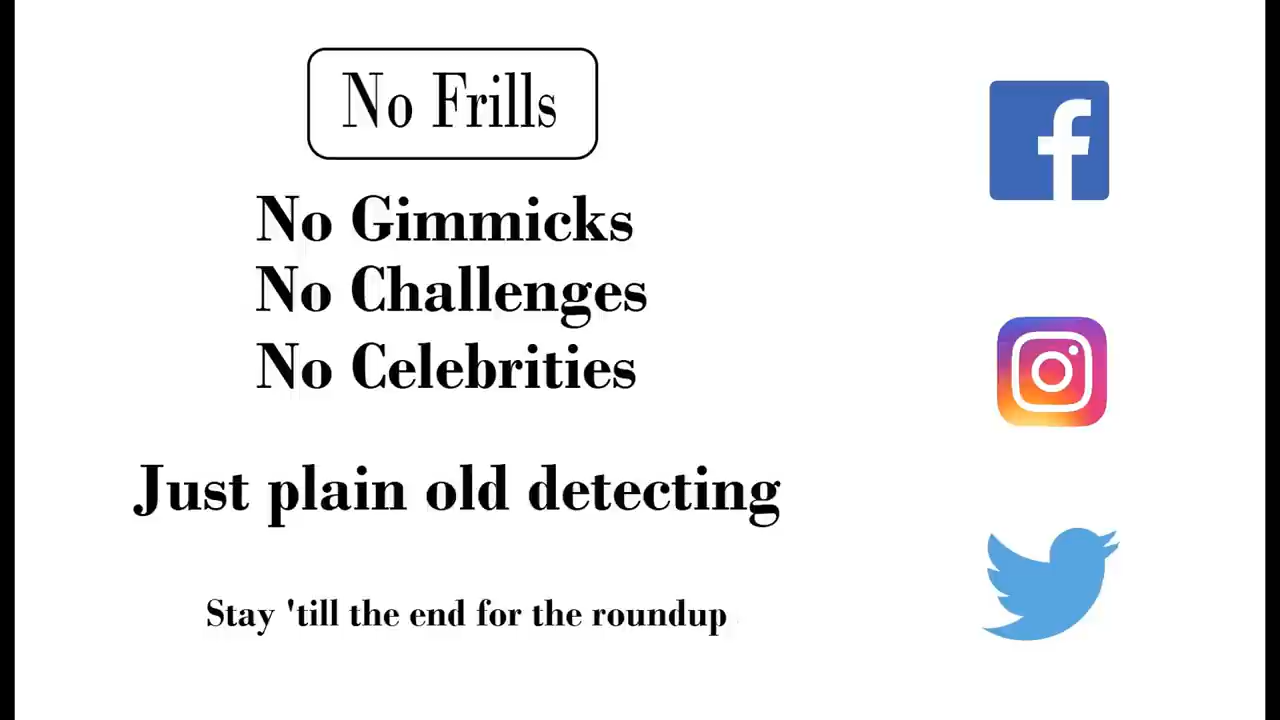 No Frills
No Gimmicks
No Challenges
No Celebrities
Just plain old detecting
Stay 'till the end for the roundup